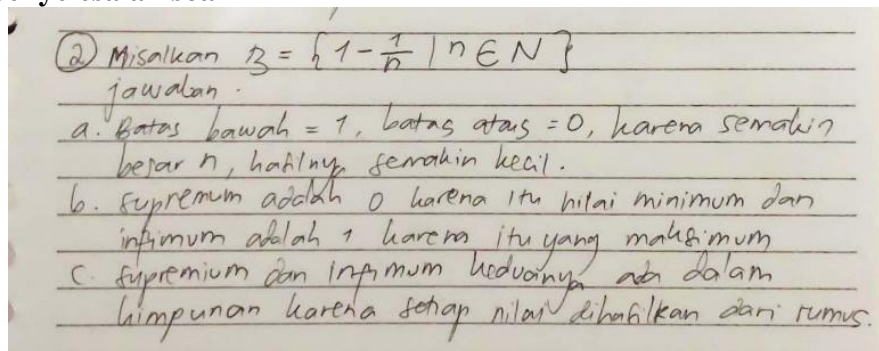 ② Misalkan B = { 1 - 1/n | n ∈ N }
jawaban.
a. Batas bawah = 1, batas atas = 0, karena semakin
besar n, hasilnya semakin kecil.
b. supremum adalah 0 karena itu nilai minimum dan
infimum adalah 1 karena itu yang maksimum
c. supremium dan infimum keduanya ada dalam
himpunan karena setiap nilai dihasilkan dari rumus.